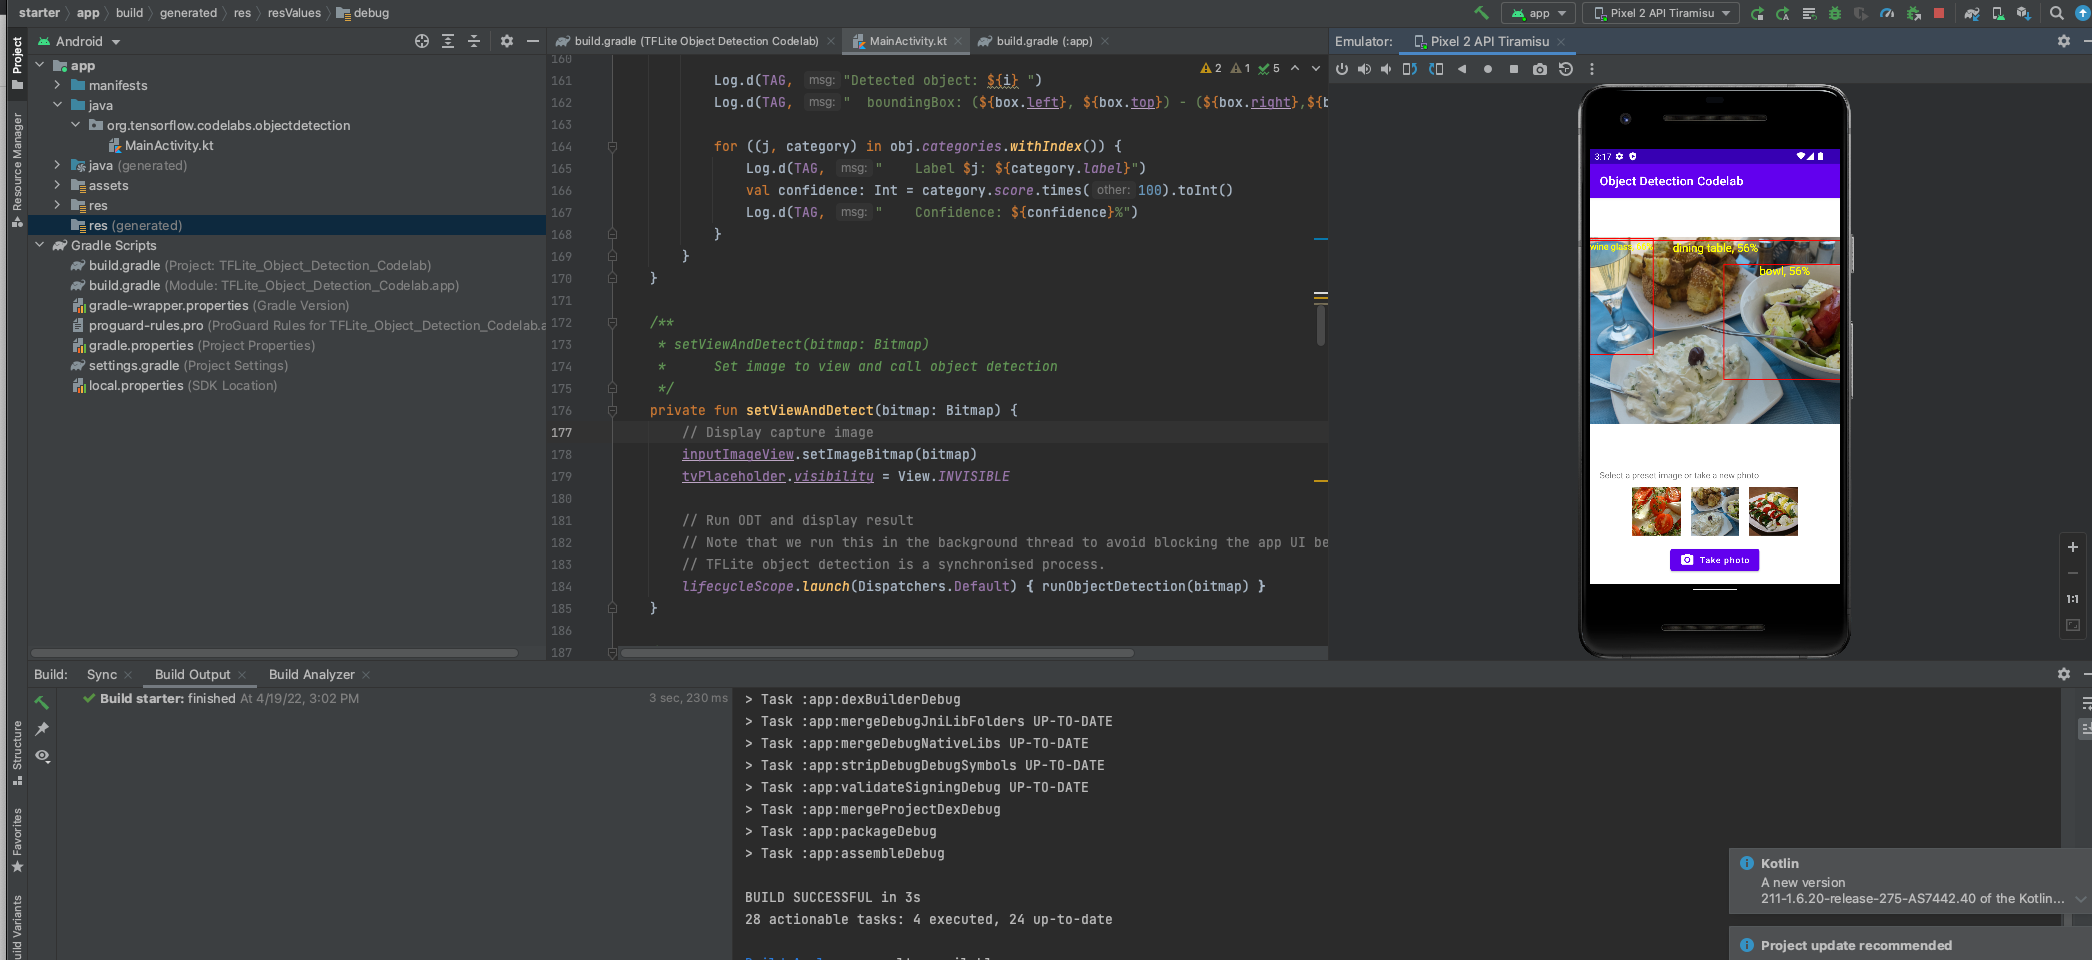 starter app build generated res resValues debug
app
Pixel 2 API Tiramisu
Project
Resource Manager
Structure
Favorites
Android
app
manifests
java
org.tensorflow.codelabs.objectdetection
MainActivity.kt
java (generated)
assets
res
res (generated)
Gradle Scripts
build.gradle (Project: TFLite_Object_Detection_Codelab)
build.gradle (Module: TFLite_Object_Detection_Codelab.app)
gradle-wrapper.properties (Gradle Version)
proguard-rules.pro (ProGuard Rules for TFLite_Object_Detection_Codelab.a
gradle.properties (Project Properties)
settings.gradle (Project Settings)
local.properties (SDK Location)
build.gradle (TFLite Object Detection Codelab) MainActivity.kt build.gradle (:app)
2 1 5
160
161 Log.d(TAG, msg: "Detected object: ${i} ")
162 Log.d(TAG, msg: "  boundingBox: (${box.left}, ${box.top}) - (${box.right},${b
163
164 for ((j, category) in obj.categories.withIndex()) {
165 Log.d(TAG, msg: "    Label $j: ${category.label}")
166 val confidence: Int = category.score.times( other: 100).toInt()
167 Log.d(TAG, msg: "    Confidence: ${confidence}%")
168 }
169 }
170 }
171
172 /**
173 * setViewAndDetect(bitmap: Bitmap)
174 *      Set image to view and call object detection
175 */
176 private fun setViewAndDetect(bitmap: Bitmap) {
177 // Display capture image
178 inputImageView.setImageBitmap(bitmap)
179 tvPlaceholder.visibility = View.INVISIBLE
180
181 // Run ODT and display result
182 // Note that we run this in the background thread to avoid blocking the app UI be
183 // TFLite object detection is a synchronised process.
184 lifecycleScope.launch(Dispatchers.Default) { runObjectDetection(bitmap) }
185 }
186
187
Emulator: Pixel 2 API Tiramisu
3:17
Object Detection Codelab
wine glass
dining table, 56%
bowl, 56%
Select a preset image or take a new photo
Take photo
1:1
Build: Sync Build Output Build Analyzer
Build starter: finished At 4/19/22, 3:02 PM 3 sec, 230 ms
> Task :app:dexBuilderDebug
> Task :app:mergeDebugJniLibFolders UP-TO-DATE
> Task :app:mergeDebugNativeLibs UP-TO-DATE
> Task :app:stripDebugDebugSymbols UP-TO-DATE
> Task :app:validateSigningDebug UP-TO-DATE
> Task :app:mergeProjectDexDebug
> Task :app:packageDebug
> Task :app:assembleDebug
BUILD SUCCESSFUL in 3s
28 actionable tasks: 4 executed, 24 up-to-date
Kotlin
A new version
211-1.6.20-release-275-AS7442.40 of the Kotlin...
Project update recommended